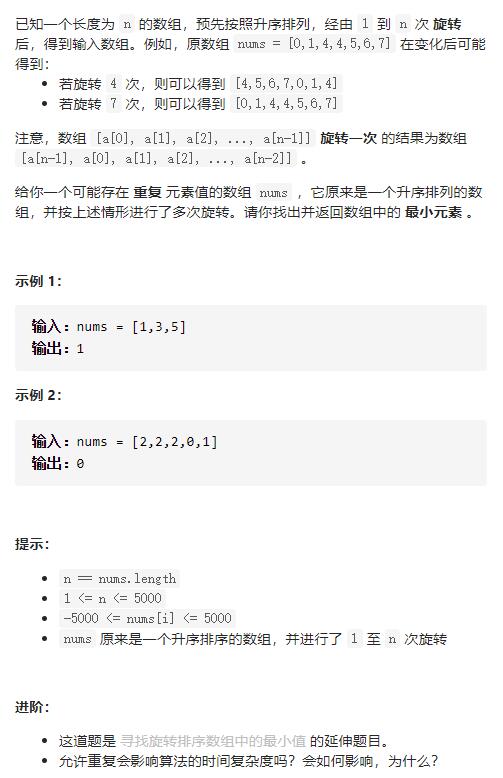 已知一个长度为 n 的数组，预先按照升序排列，经由 1 到 n 次 旋转
后，得到输入数组。例如，原数组 nums = [0,1,4,4,5,6,7] 在变化后可能
得到：
• 若旋转 4 次，则可以得到 [4,5,6,7,0,1,4]
• 若旋转 7 次，则可以得到 [0,1,4,4,5,6,7]
注意，数组 [a[0], a[1], a[2], ..., a[n-1]] 旋转一次 的结果为数组
[a[n-1], a[0], a[1], a[2], ..., a[n-2]] 。
给你一个可能存在 重复 元素值的数组 nums ，它原来是一个升序排列的数
组，并按上述情形进行了多次旋转。请你找出并返回数组中的 最小元素 。
示例 1：
输入：nums = [1,3,5]
输出：1
示例 2：
输入：nums = [2,2,2,0,1]
输出：0
提示：
• n == nums.length
• 1 <= n <= 5000
• -5000 <= nums[i] <= 5000
• nums 原来是一个升序排序的数组，并进行了 1 至 n 次旋转
进阶：
• 这道题是 寻找旋转排序数组中的最小值 的延伸题目。
• 允许重复会影响算法的时间复杂度吗？会如何影响，为什么？